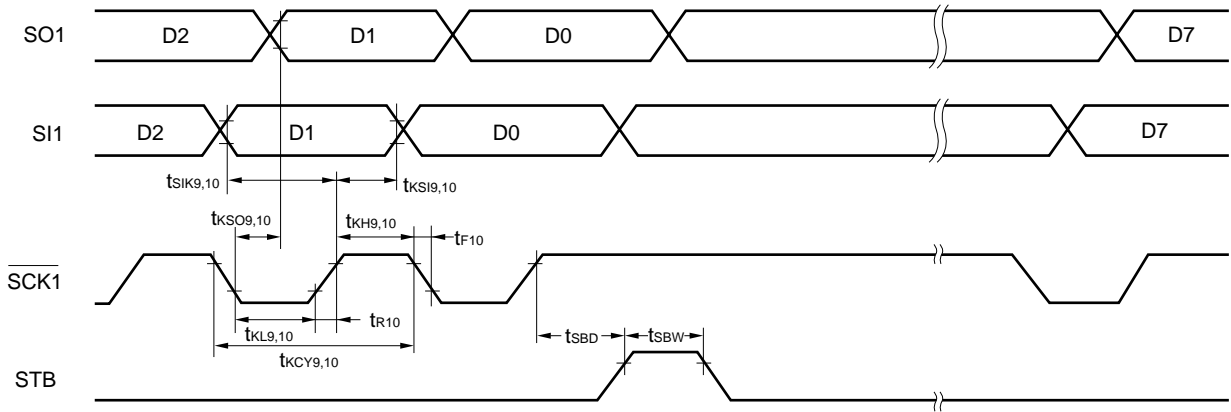 SO1 D2 D1 D0 D7
SI1 D2 D1 D0 D7
tSIK9,10 tKSI9,10
tKSO9,10 tKH9,10 tF10
SCK1
tKL9,10 tR10 tSBD tSBW
tKCY9,10
STB